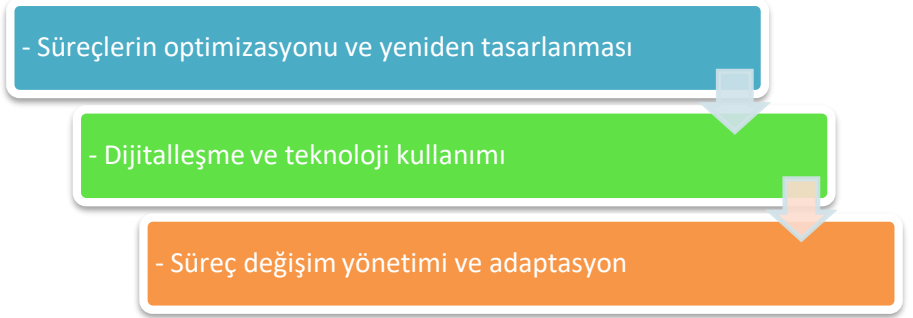 - Süreçlerin optimizasyonu ve yeniden tasarlanması
- Dijitalleşme ve teknoloji kullanımı
- Süreç değişim yönetimi ve adaptasyon